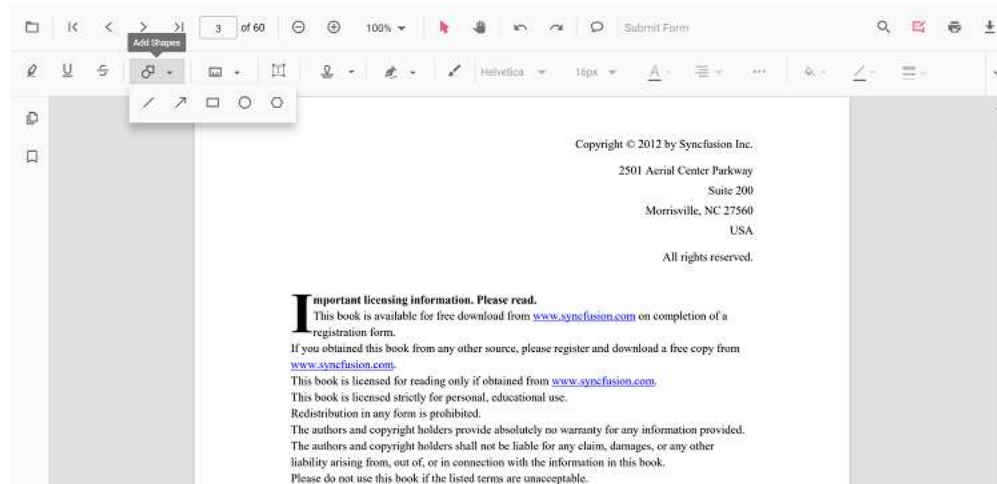 3 of 60 100% Submit Form
Add Shapes
Helvetica 16px A
Copyright © 2012 by Syncfusion Inc.
2501 Aerial Center Parkway
Suite 200
Morrisville, NC 27560
USA
All rights reserved.
Important licensing information. Please read.
This book is available for free download from www.syncfusion.com on completion of a
registration form.
If you obtained this book from any other source, please register and download a free copy from
www.syncfusion.com.
This book is licensed for reading only if obtained from www.syncfusion.com.
This book is licensed strictly for personal, educational use.
Redistribution in any form is prohibited.
The authors and copyright holders provide absolutely no warranty for any information provided.
The authors and copyright holders shall not be liable for any claim, damages, or any other
liability arising from, out of, or in connection with the information in this book.
Please do not use this book if the listed terms are unacceptable.